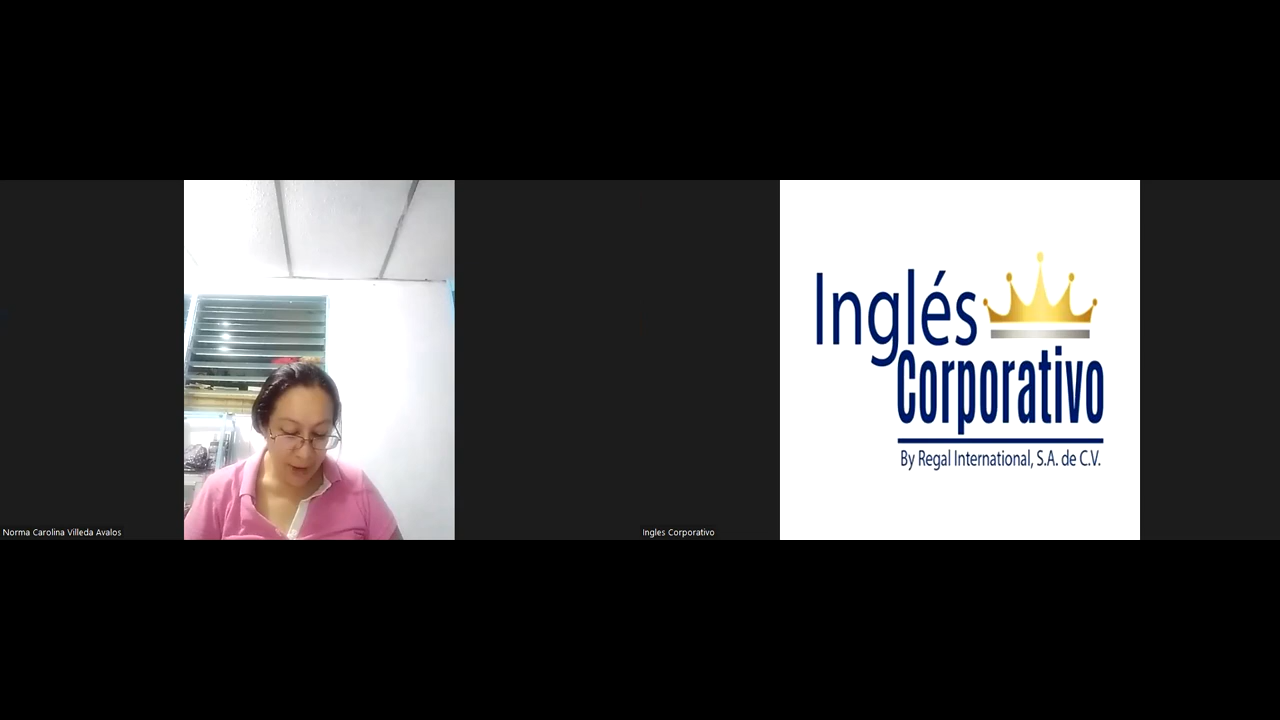 Inglés
Corporativo
By Regal International, S.A. de C.V.
Norma Carolina Villeda Avalos
Ingles Corporativo